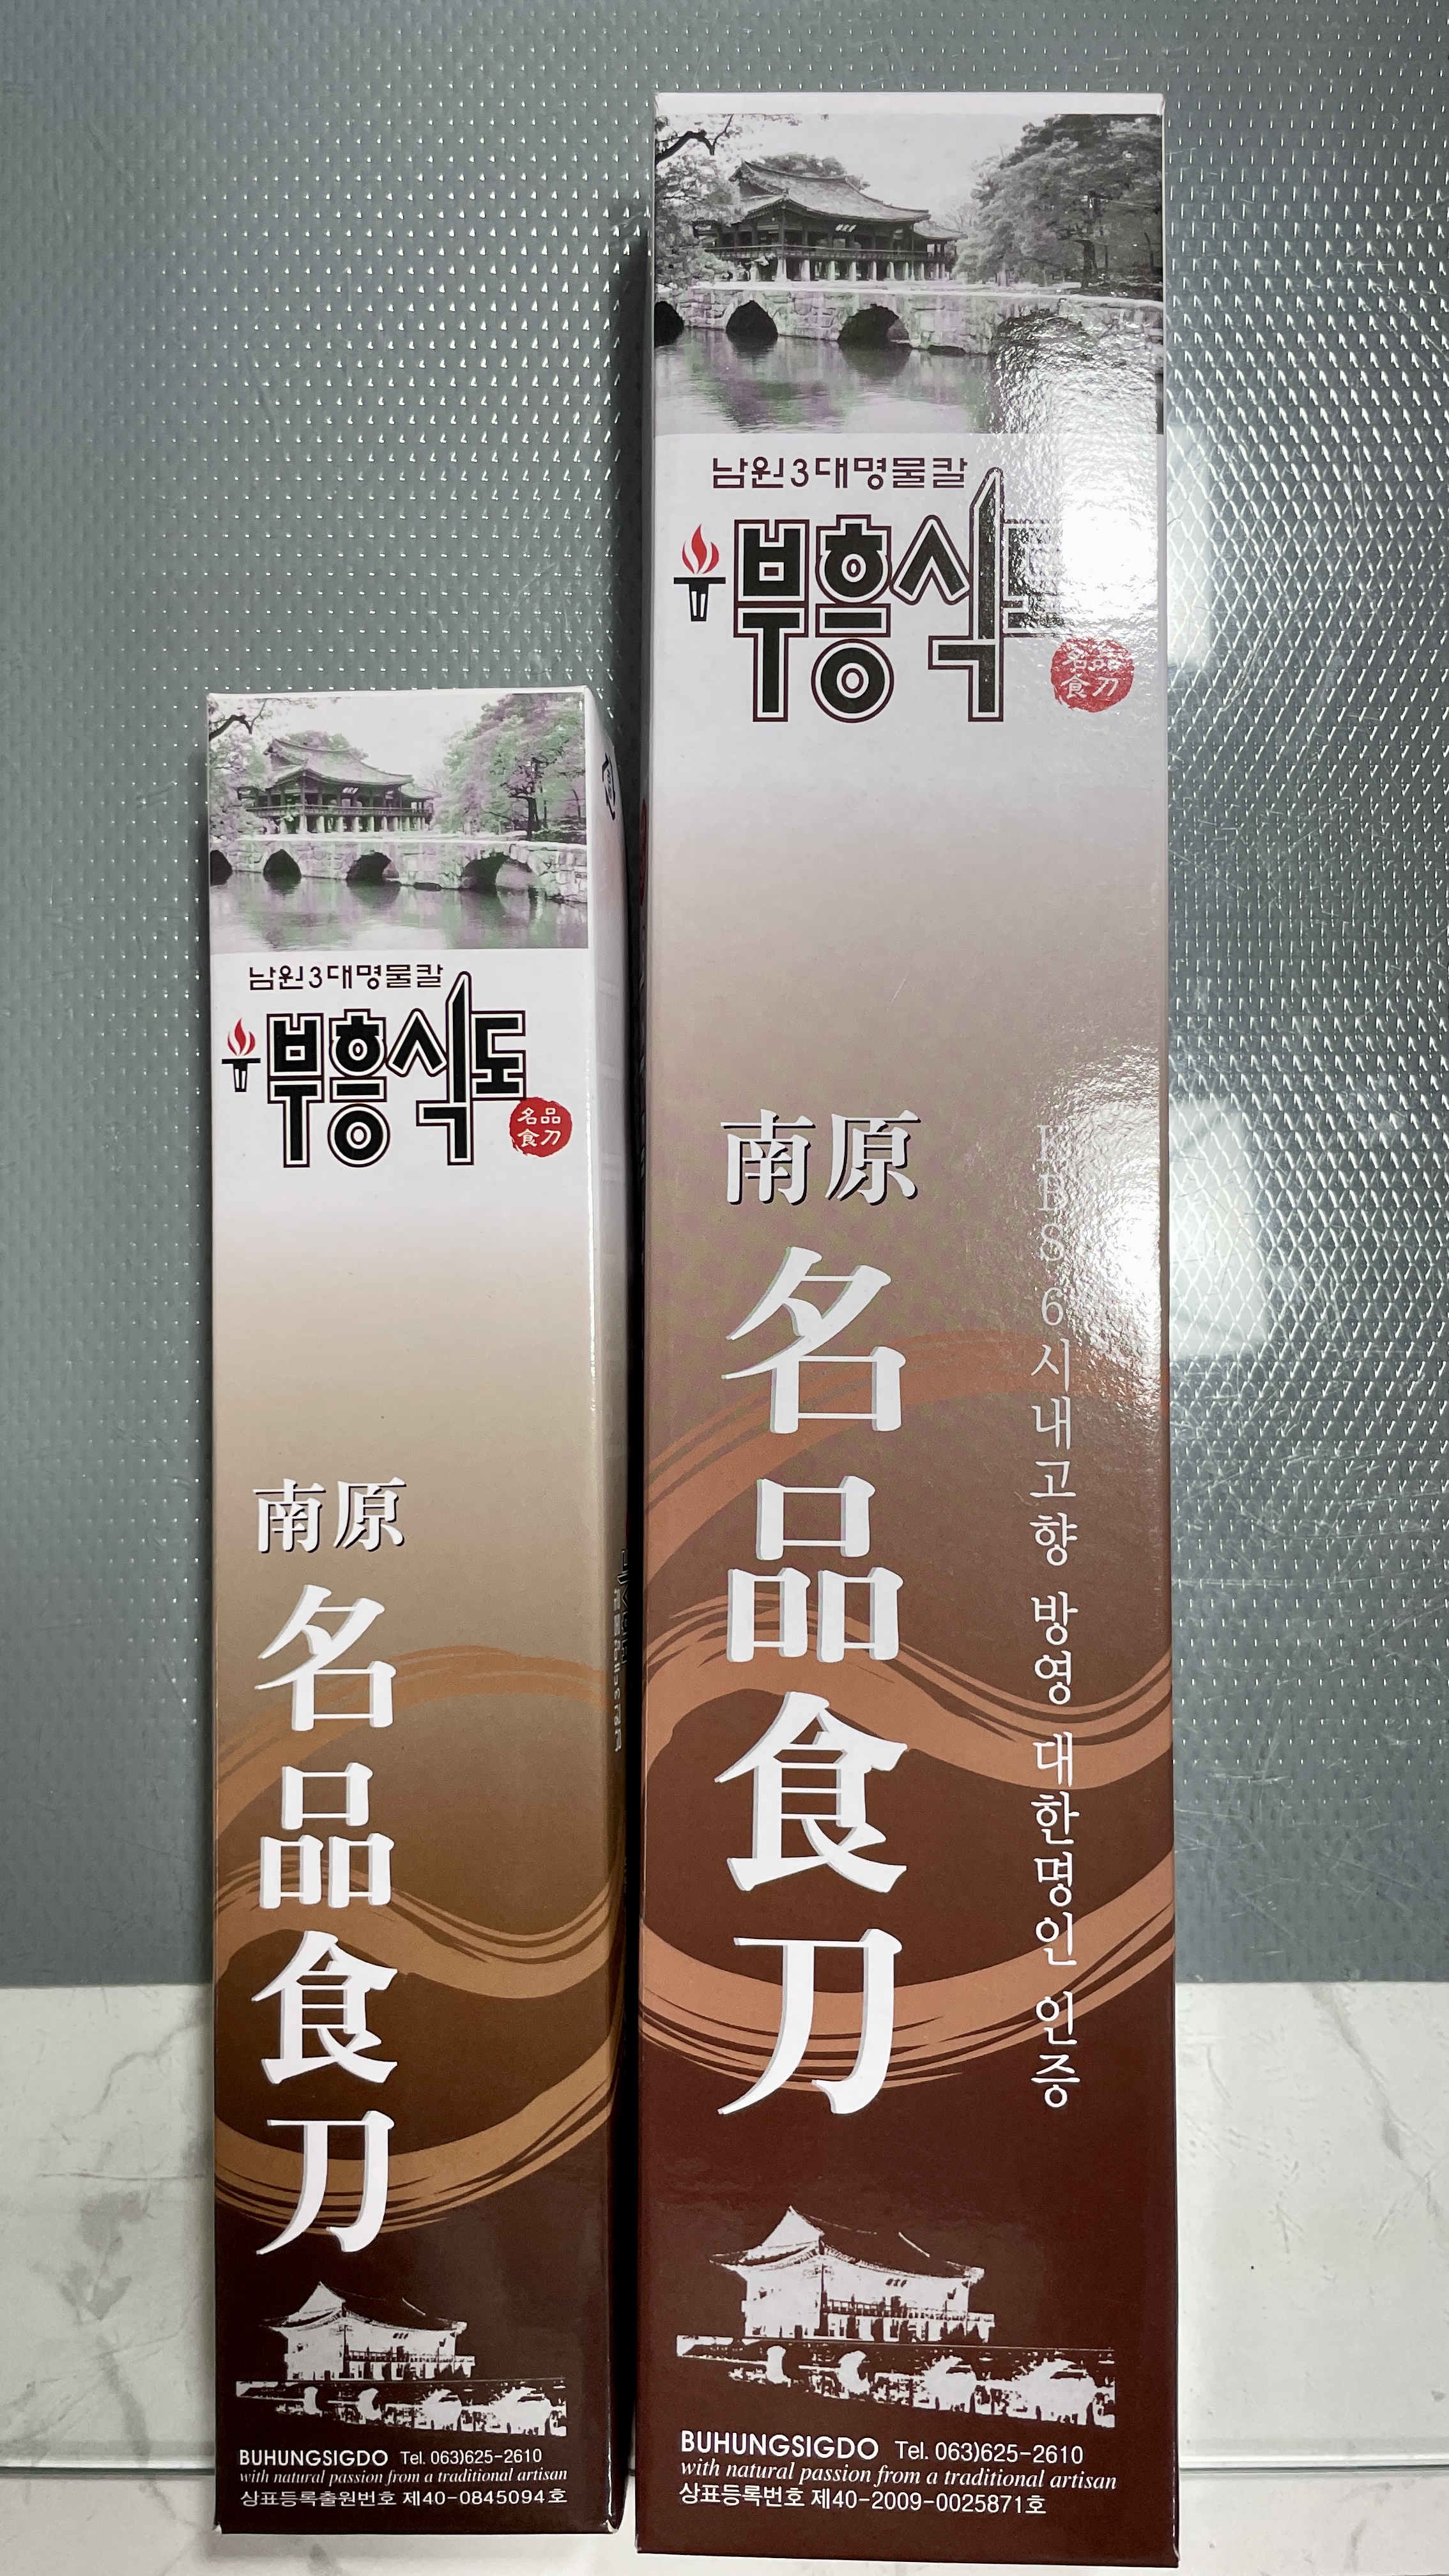 남원3대명물칼
부흥식도
名品
食刀
南原
名品食刀
BUHUNGSIGDO Tel. 063)625-2610
with natural passion from a traditional artisan
상표등록출원번호 제40-0845094호
남원3대명물칼
부흥식도
名品
食刀
南原
名品食刀
KBS6시내고향 방영 대한명인 인증
BUHUNGSIGDO Tel. 063)625-2610
with natural passion from a traditional artisan
상표등록번호 제40-2009-0025871호